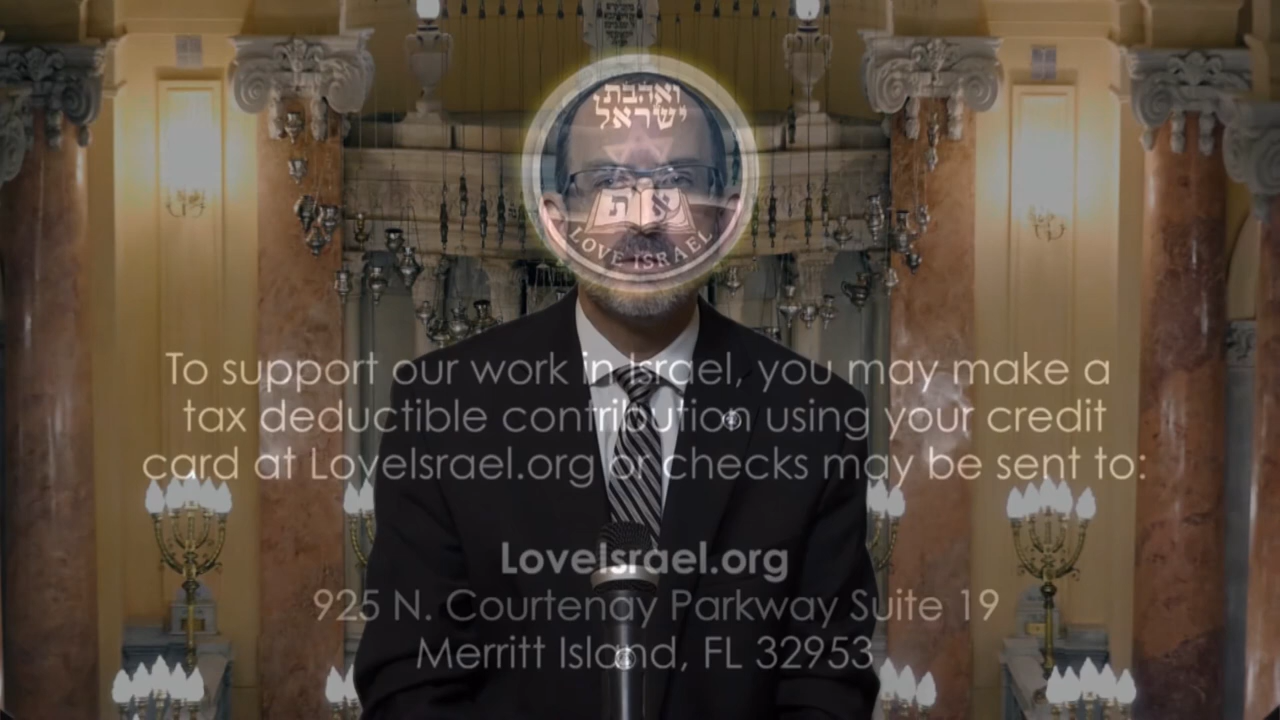 ואהבת
ישראל
א ת
LOVE ISRAEL
To support our work in Israel, you may make a
tax deductible contribution using your credit
card at LoveIsrael.org or checks may be sent to:
LoveIsrael.org
925 N. Courtenay Parkway Suite 19
Merritt Island, FL 32953